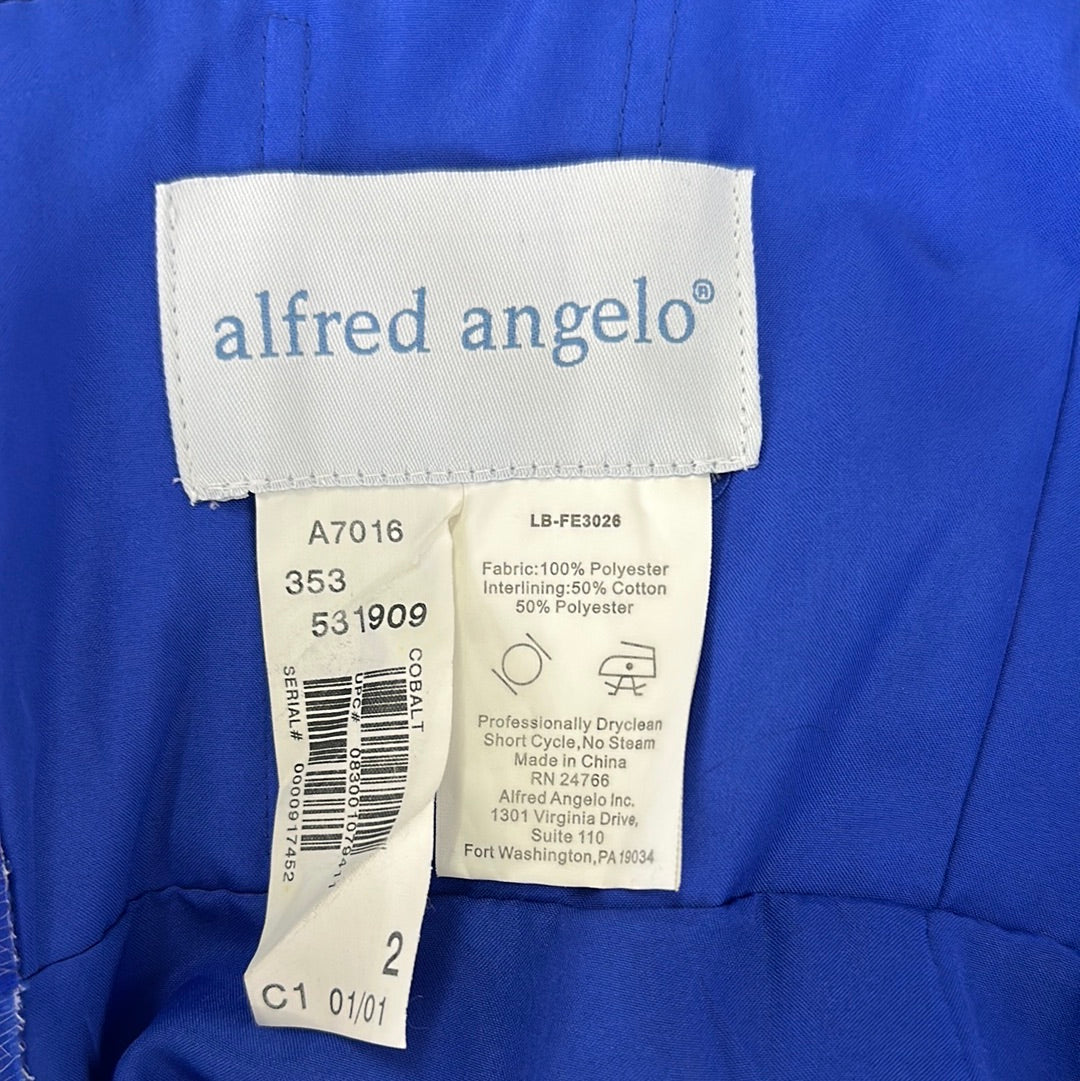 alfred angelo®
A7016
353
531909
COBALT
UPC# 083001079411
SERIAL# 0000917452
2
C1 01/01
LB-FE3026
Fabric:100% Polyester
Interlining:50% Cotton
50% Polyester
Professionally Dryclean
Short Cycle,No Steam
Made in China
RN 24766
Alfred Angelo Inc.
1301 Virginia Drive,
Suite 110
Fort Washington,PA 19034